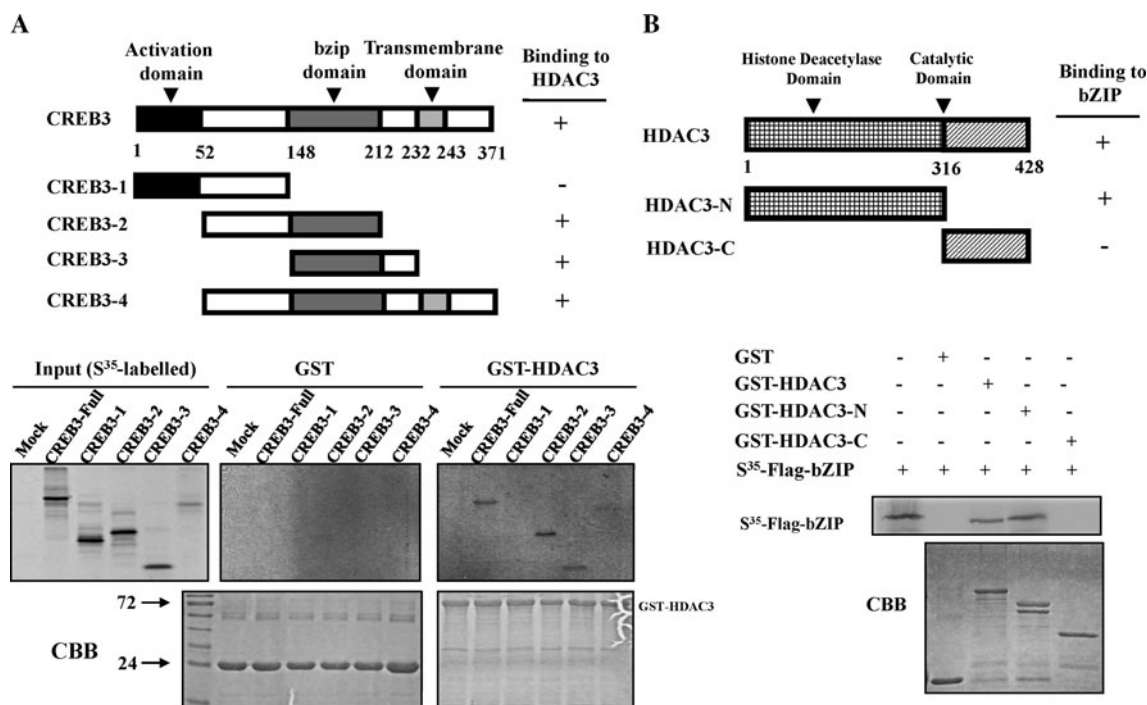 A
Activation domain
bzip domain
Transmembrane domain
Binding to HDAC3
CREB3
+
1 52 148 212 232 243 371
CREB3-1
-
CREB3-2
+
CREB3-3
+
CREB3-4
+
Input (S35-labelled)
GST
GST-HDAC3
Mock CREB3-Full CREB3-1 CREB3-2 CREB3-3 CREB3-4
Mock CREB3-Full CREB3-1 CREB3-2 CREB3-3 CREB3-4
Mock CREB3-Full CREB3-1 CREB3-2 CREB3-3 CREB3-4
72
24
CBB
GST-HDAC3
B
Histone Deacetylase Domain
Catalytic Domain
Binding to bZIP
HDAC3
+
1 316 428
HDAC3-N
+
HDAC3-C
-
GST - + - - -
GST-HDAC3 - - + - -
GST-HDAC3-N - - - + -
GST-HDAC3-C - - - - +
S35-Flag-bZIP + + + + +
S35-Flag-bZIP
CBB